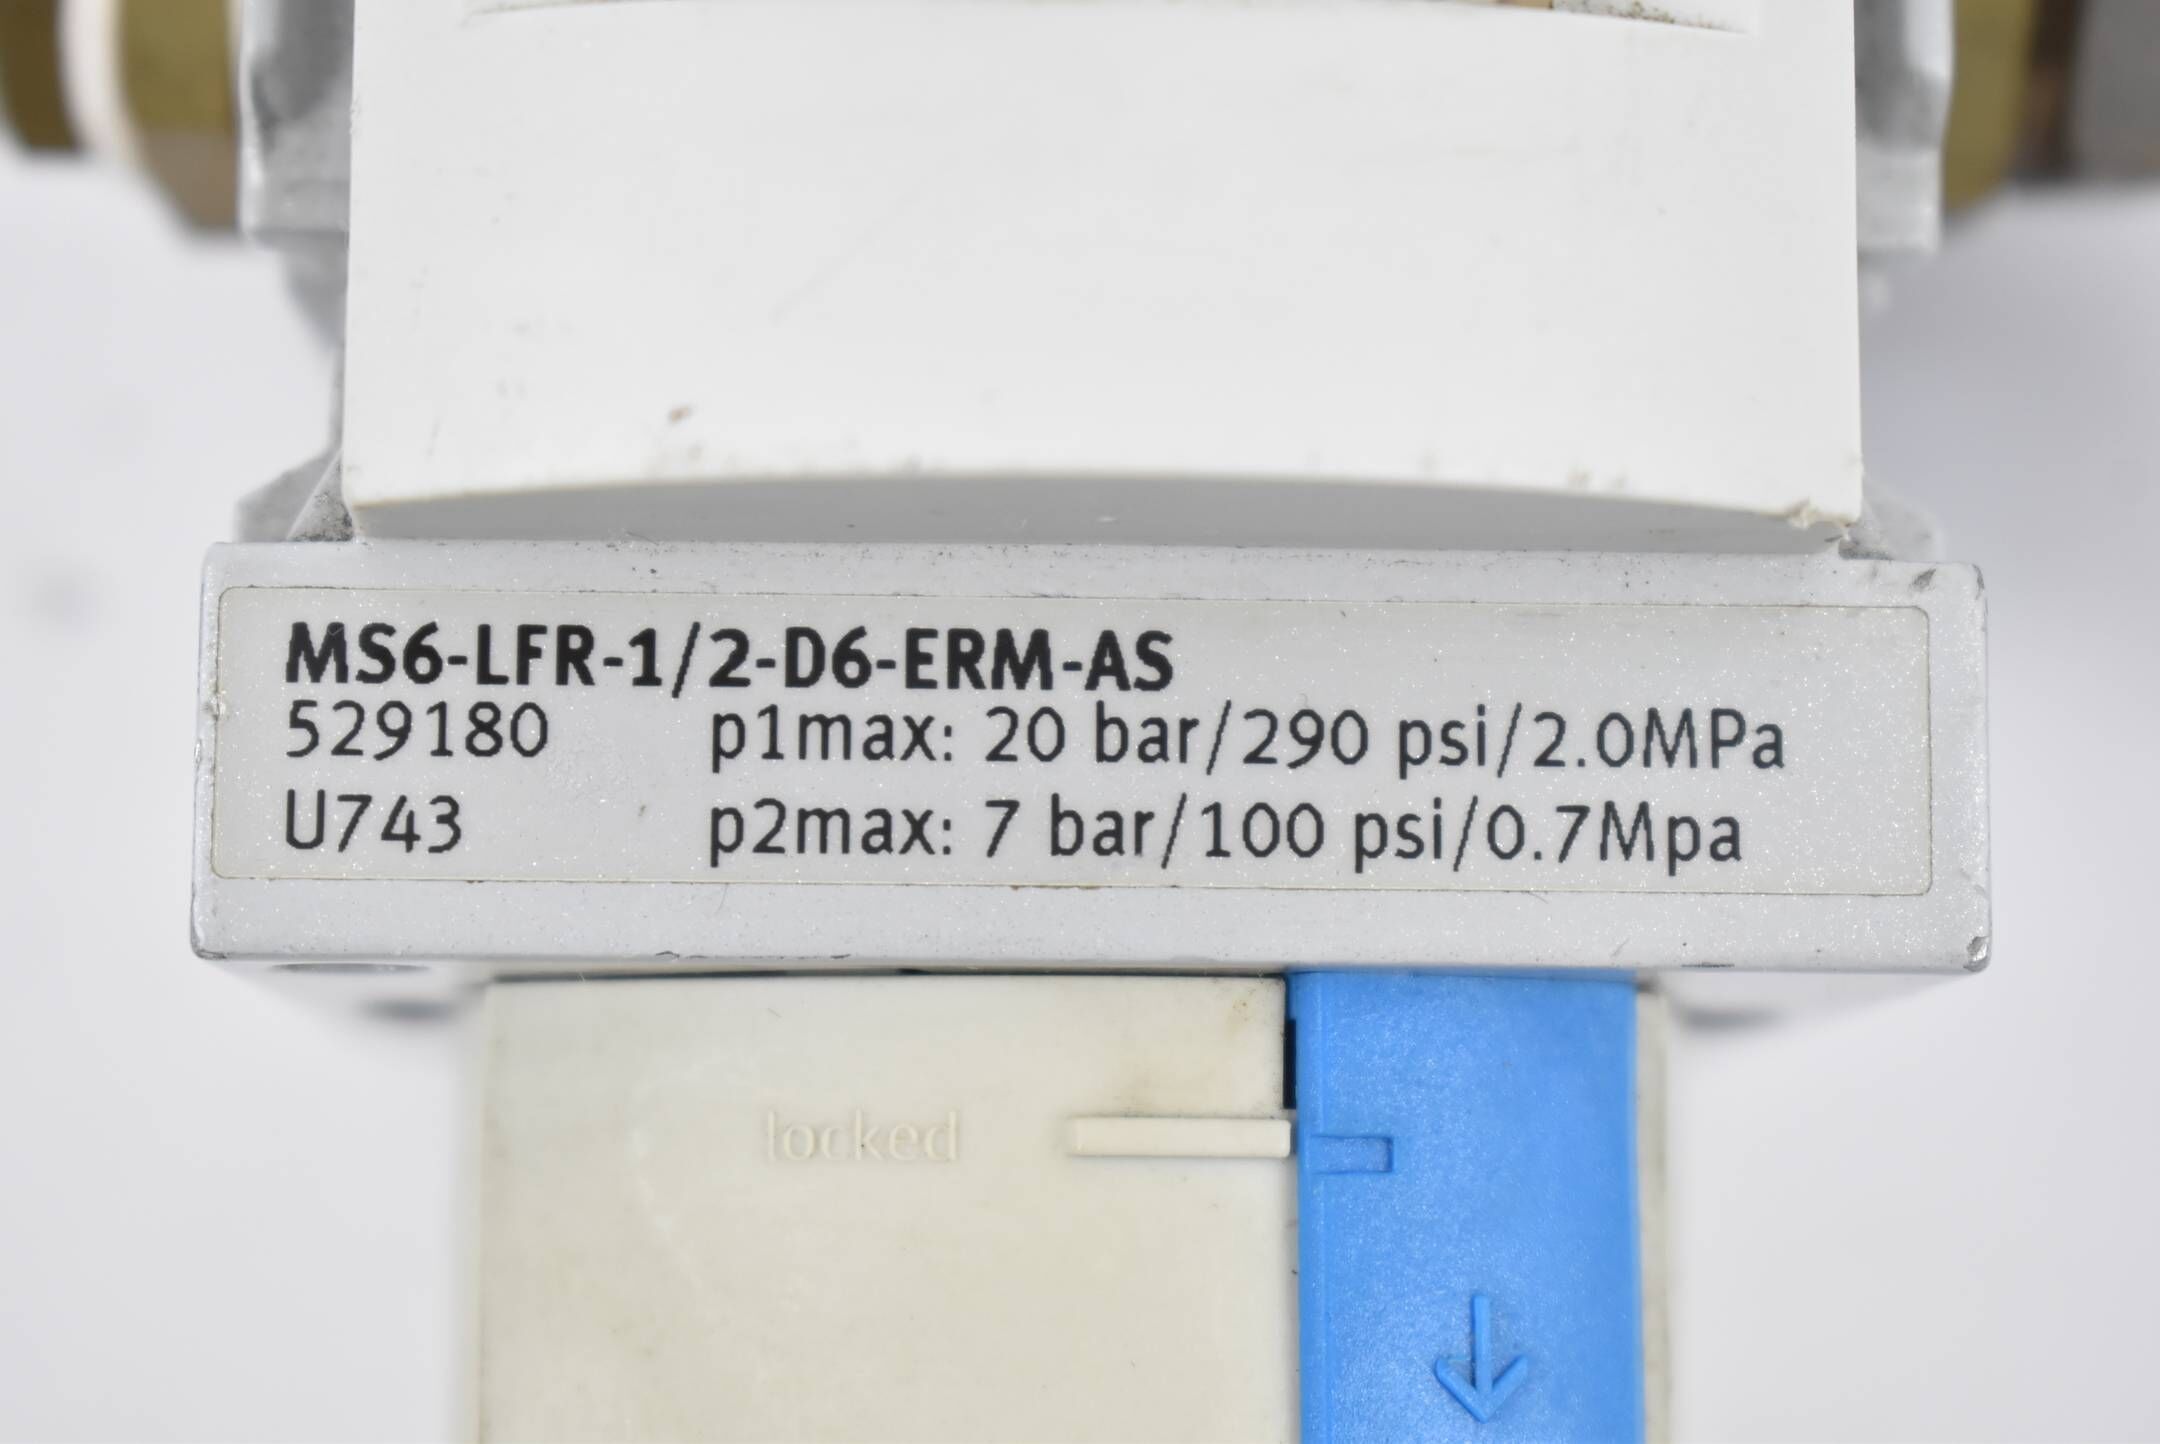 MS6-LFR-1/2-D6-ERM-AS
529180 p1max: 20 bar/290 psi/2.0MPa
U743 p2max: 7 bar/100 psi/0.7Mpa
locked